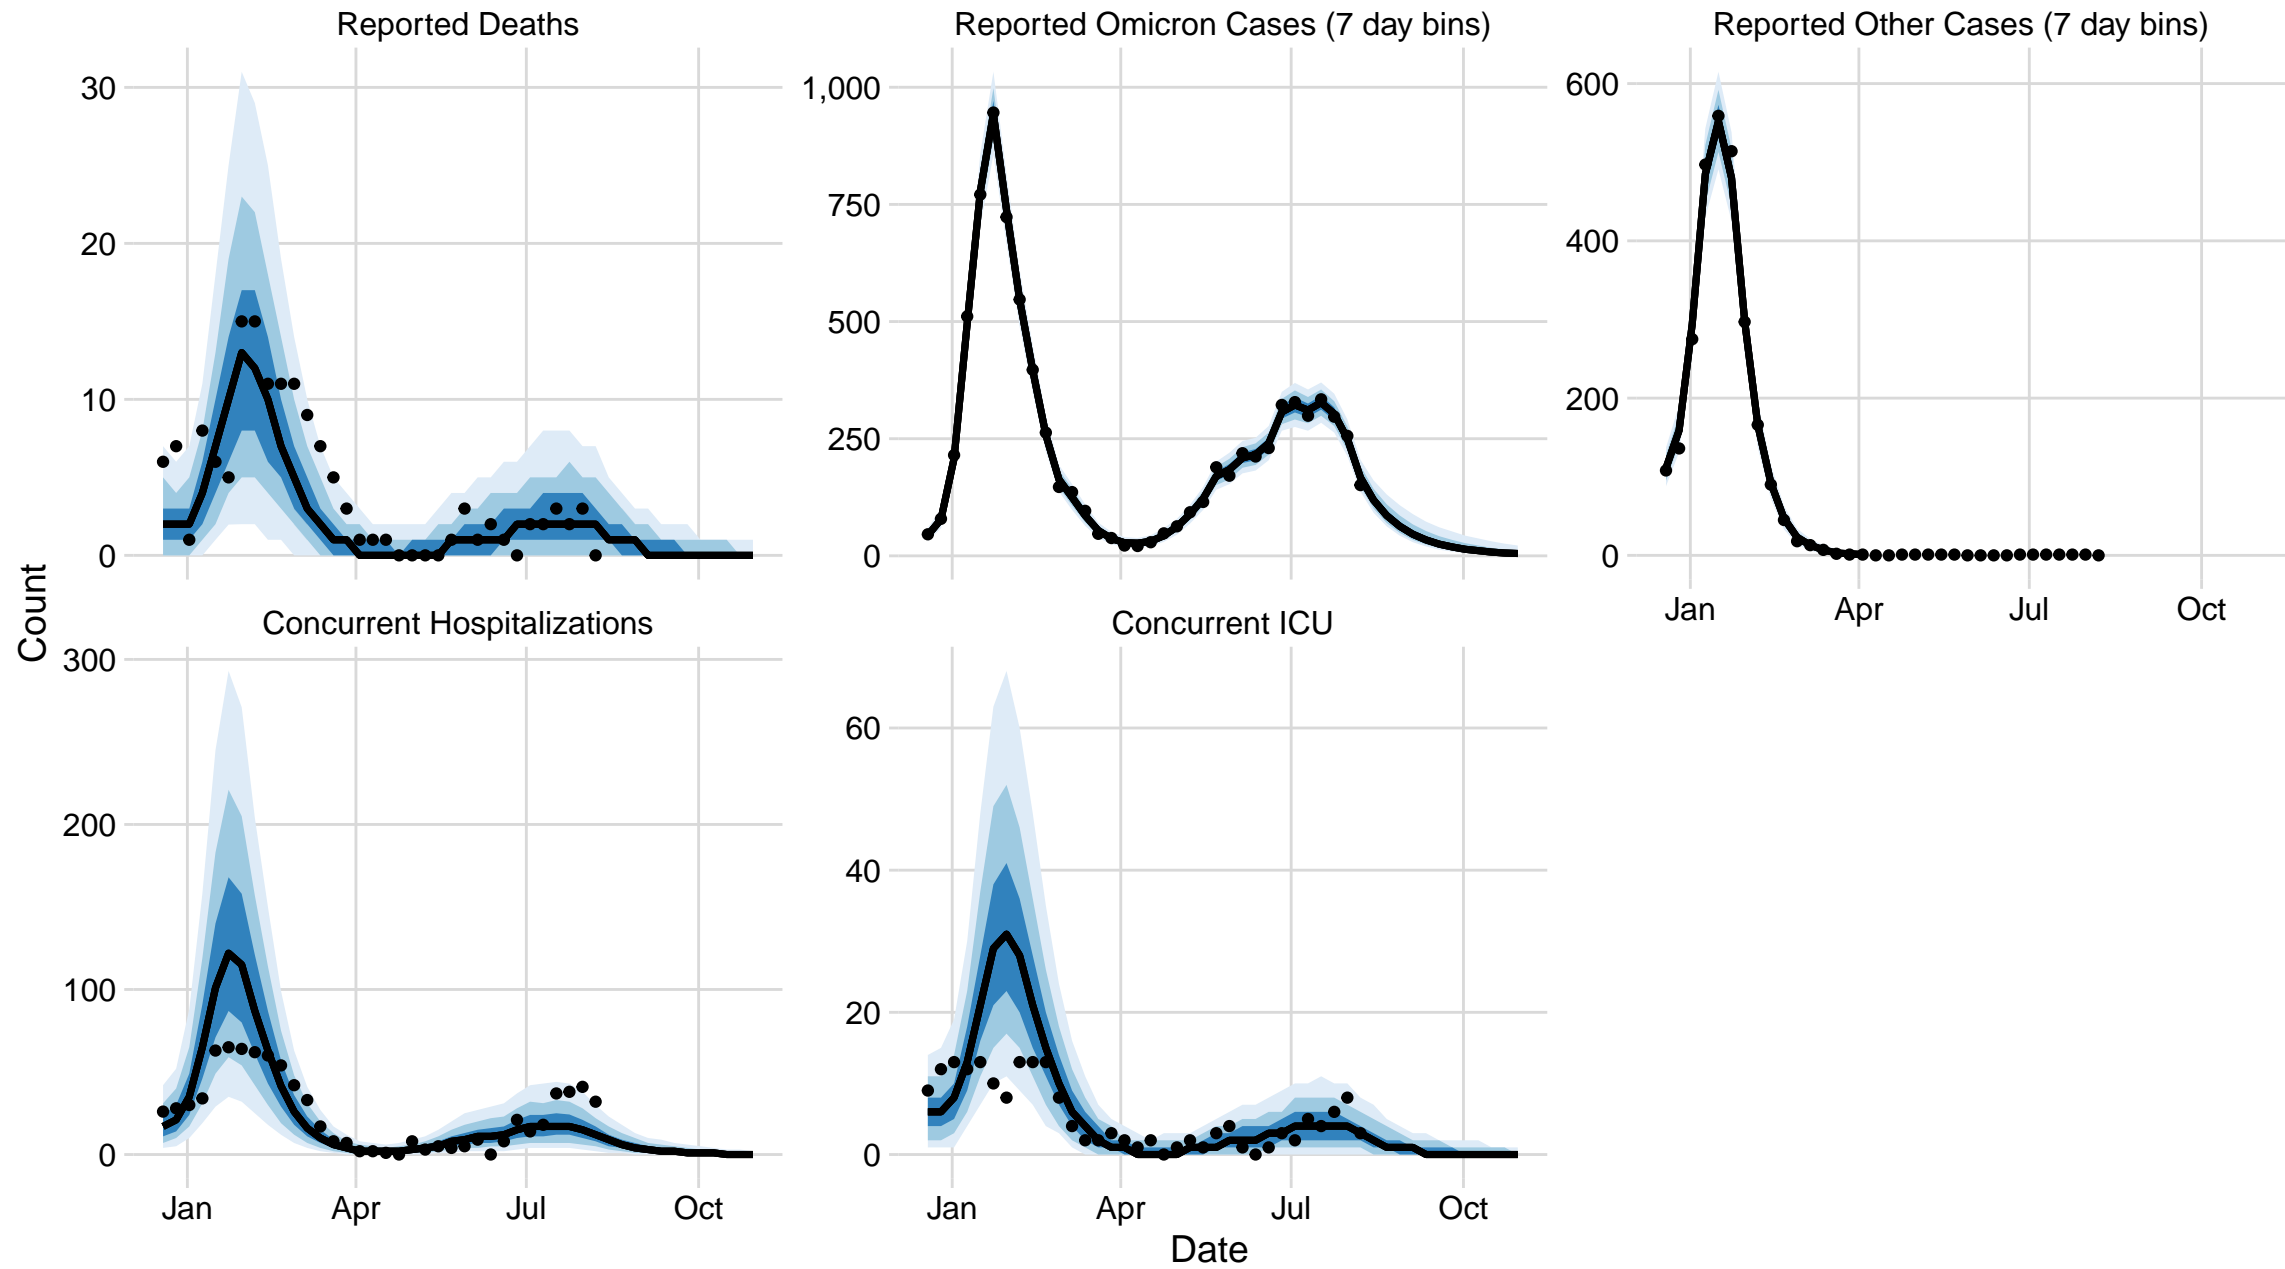 Reported Deaths
Reported Omicron Cases (7 day bins)
Reported Other Cases (7 day bins)
30
20
10
0
1,000
750
500
250
0
600
400
200
0
Jan Apr Jul Oct
Count
Concurrent Hospitalizations
Concurrent ICU
300
200
100
0
60
40
20
0
Jan Apr Jul Oct
Jan Apr Jul Oct
Date